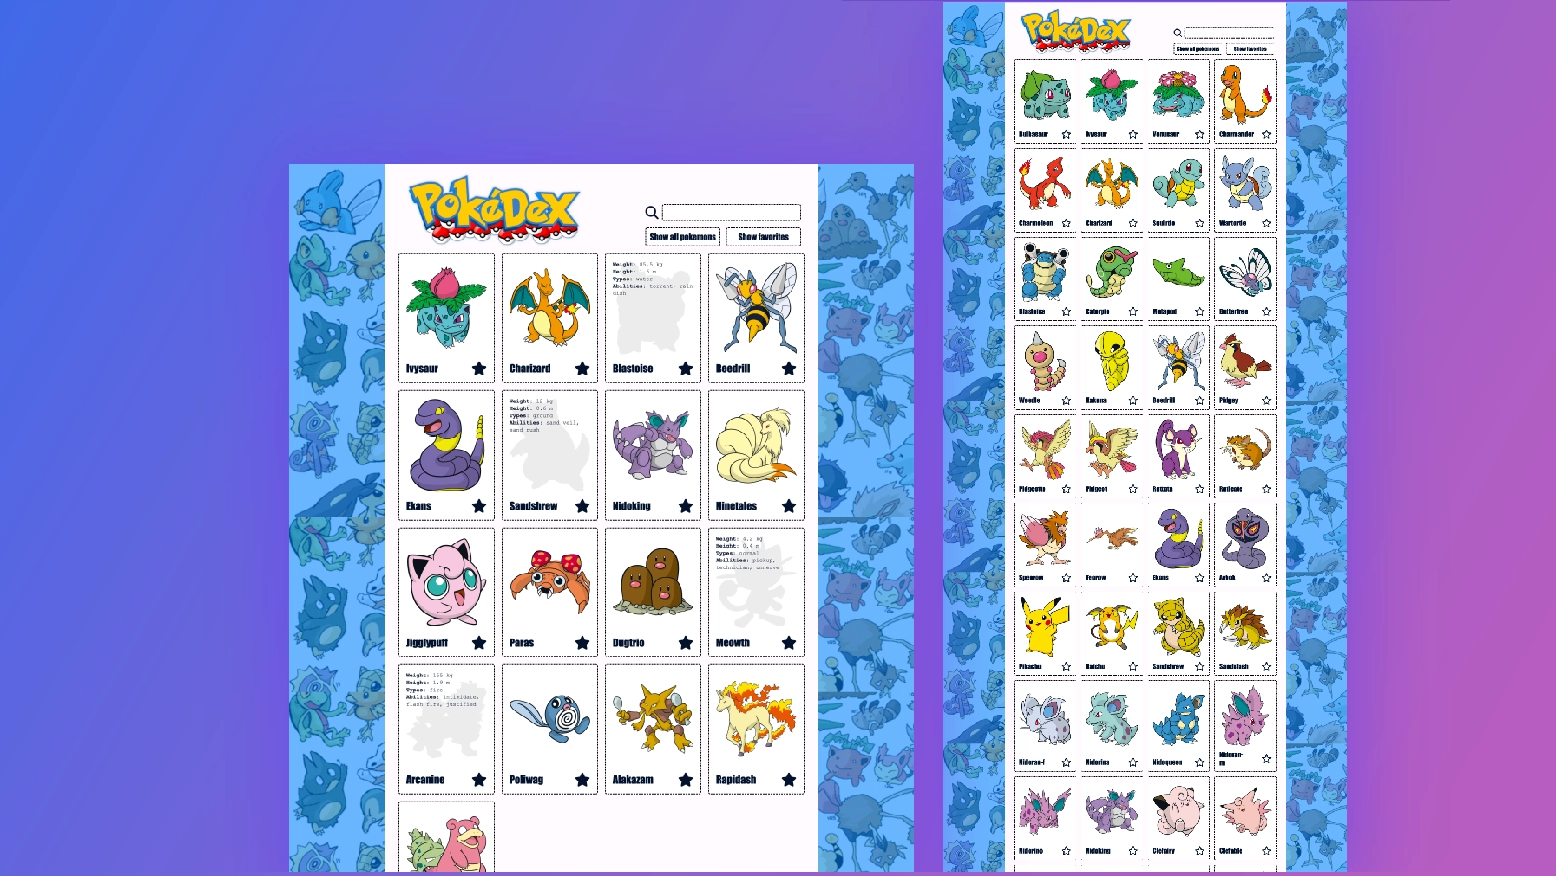 PokéDex
Show all pokemons
Show favorites
Ivysaur
Charizard
Weight: 85.5 kg
Types: water
Abilities: torrent, rain
dish
Blastoise
Beedrill
Ekans
Weight: 12 kg
Height: 0.6 m
Types: ground
Abilities: sand veil,
sand rush
Sandshrew
Nidoking
Ninetales
Jigglypuff
Paras
Dugtrio
Weight: 4.2 kg
Height: 0.4 m
Types: normal
Abilities: pickup,
technician, unnerve
Meowth
Weight: 155 kg
Height: 1.9 m
Types: fire
Abilities: intimidate,
flash fire, justified
Arcanine
Poliwag
Alakazam
Rapidash
PokéDex
Show all pokemons
Show favorites
Bulbasaur
Ivysaur
Venusaur
Charmander
Charmeleon
Charizard
Squirtle
Wartortle
Blastoise
Caterpie
Metapod
Butterfree
Weedle
Kakuna
Beedrill
Pidgey
Pidgeotto
Pidgeot
Rattata
Raticate
Spearow
Fearow
Ekans
Arbok
Pikachu
Raichu
Sandshrew
Sandslash
Nidoran-f
Nidorina
Nidoqueen
Nidoran-
m
Nidorino
Nidoking
Clefairy
Clefable